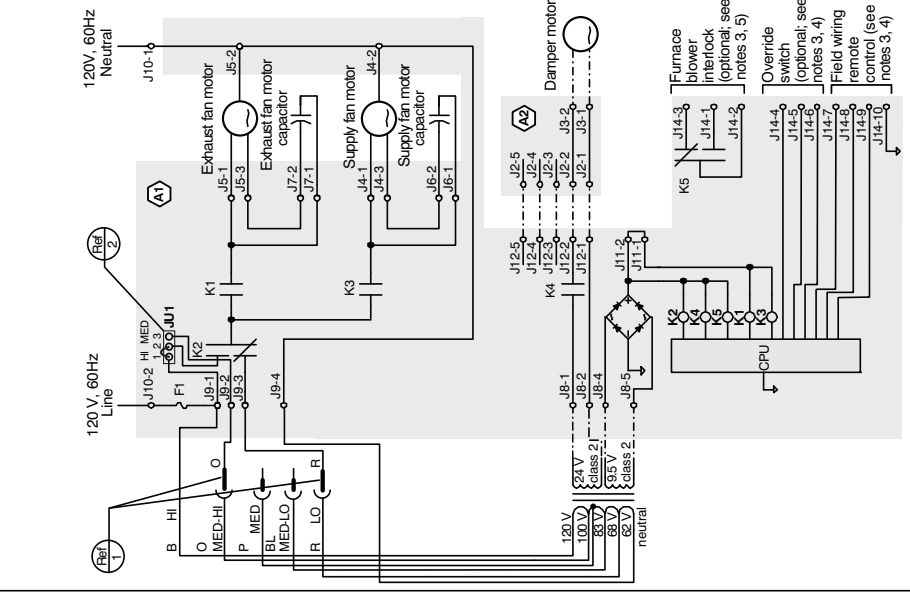 120V, 60Hz
Neutral
J10-1
J5-2
J4-2
Exhaust fan motor
Exhaust fan motor
capacitor
Supply fan motor
Supply fan motor
capacitor
J5-1
J5-3
J7-2
J7-1
J4-1
J4-3
J6-2
J6-1
A1
Ref
2
HI MED
1 2 3
JU1
K1
K2
K3
120 V, 60Hz
Line
J10-2
F1
J9-1
J9-2
J9-3
J9-4
Damper motor
A2
J3-2
J3-1
J2-5
J2-4
J2-3
J2-2
J2-1
J12-5
J12-4
J12-3
J12-2
J12-1
K4
J11-2
J11-1
J8-1
J8-2
J8-4
J8-5
Furnace
blower
interlock
(optional; see
notes 3, 5)
Override
switch
(optional; see
notes 3, 4)
Field wiring
remote
control (see
notes 3, 4)
J14-3
J14-1
J14-2
J14-4
J14-5
J14-6
J14-7
J14-8
J14-9
J14-10
K5
K2
K4
K5
K1
K3
CPU
Ref
1
B
HI
O
MED-HI
O
P
MED
BL
MED-LO
R
LO
R
24 V
class 2
9.5 V
class 2
120 V
100 V
83 V
68 V
62 V
neutral